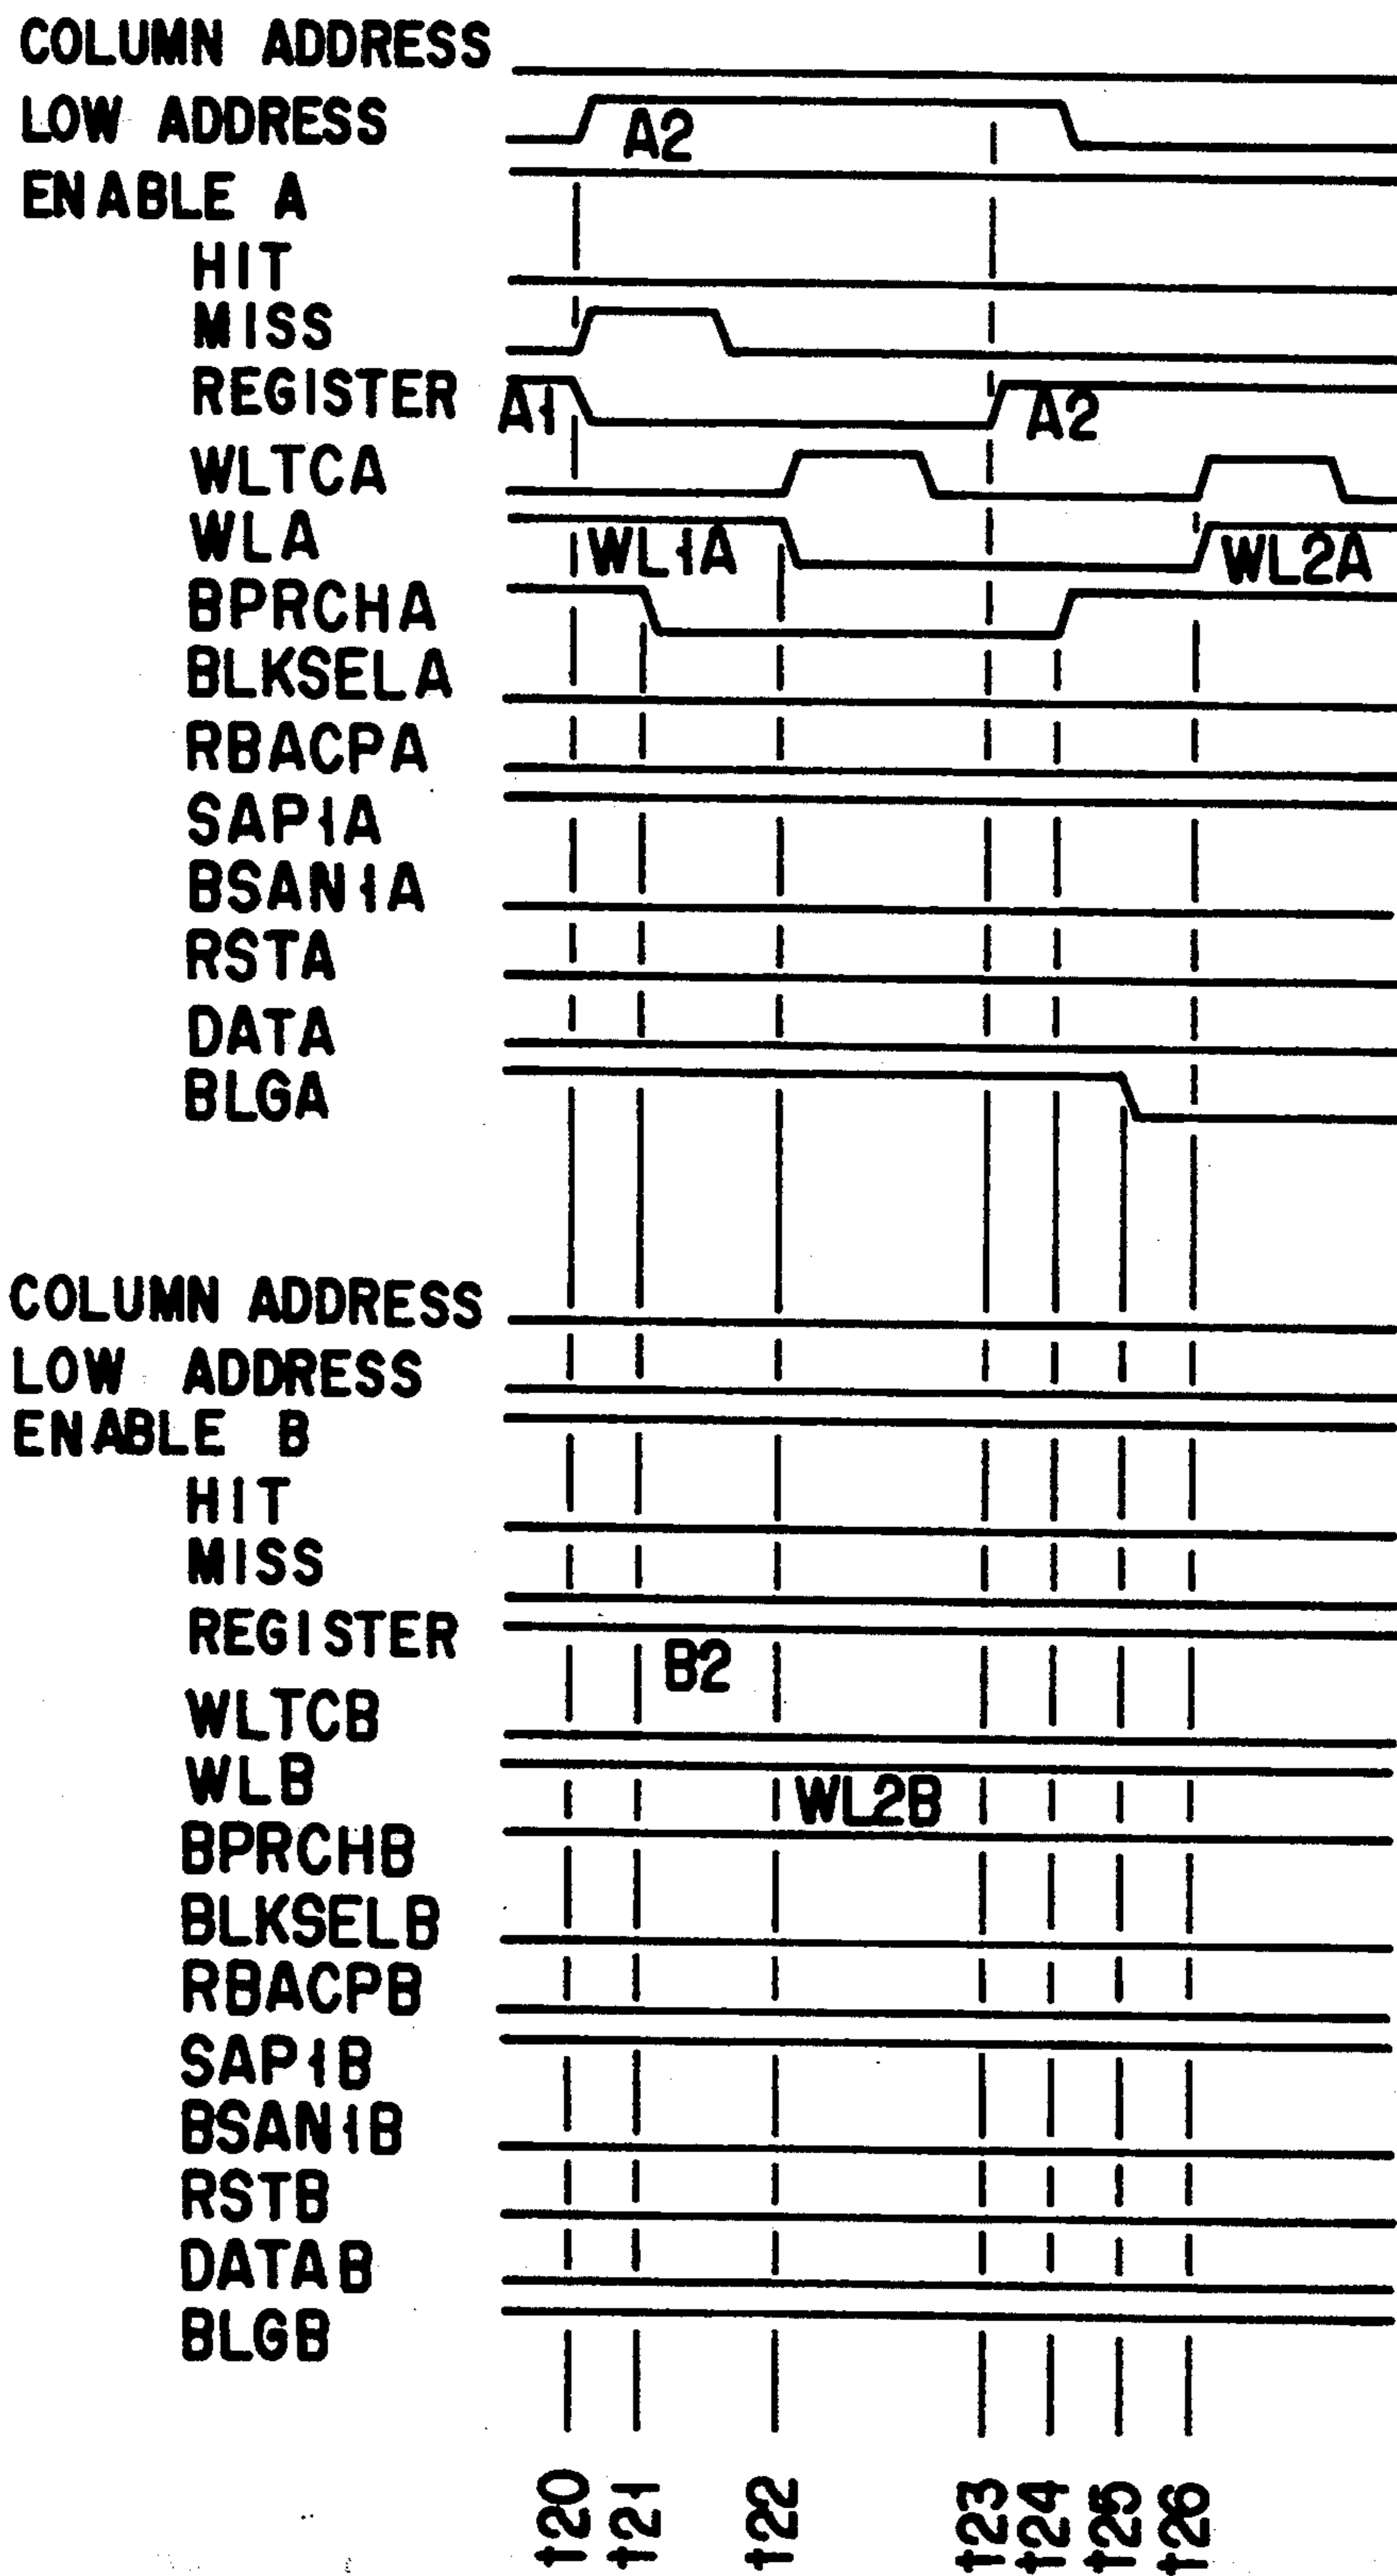 COLUMN ADDRESS
LOW ADDRESS
A2
ENABLE A
HIT
MISS
REGISTER A1 A2
WLTCA
WLA WL1A WL2A
BPRCHA
BLKSELA
RBACPA
SAP1A
BSAN1A
RSTA
DATA
BLGA
COLUMN ADDRESS
LOW ADDRESS
ENABLE B
HIT
MISS
REGISTER B2
WLTCB
WLB WL2B
BPRCHB
BLKSELB
RBACPB
SAP1B
BSAN1B
RSTB
DATAB
BLGB
t20 t21 t22 t23 t24 t25 t26